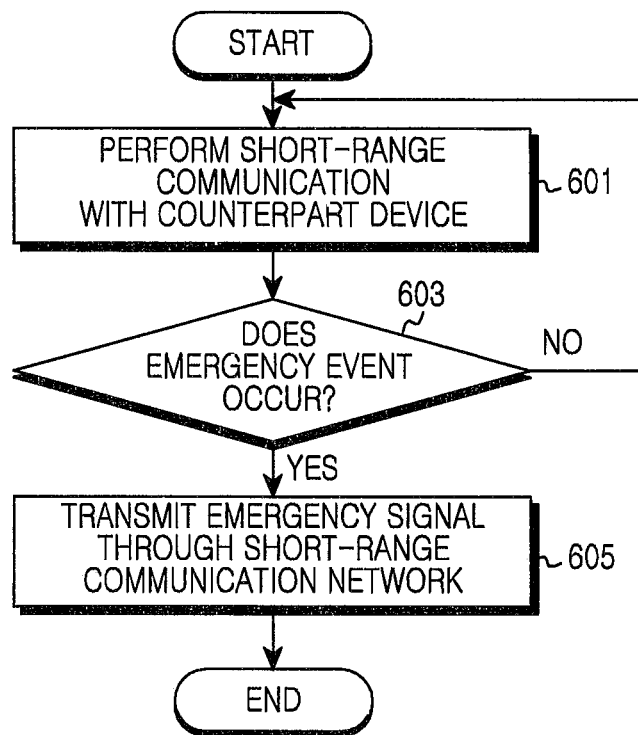 START
PERFORM SHORT-RANGE
COMMUNICATION
WITH COUNTERPART DEVICE
601
603
DOES
EMERGENCY EVENT
OCCUR?
NO
YES
TRANSMIT EMERGENCY SIGNAL
THROUGH SHORT-RANGE
COMMUNICATION NETWORK
605
END